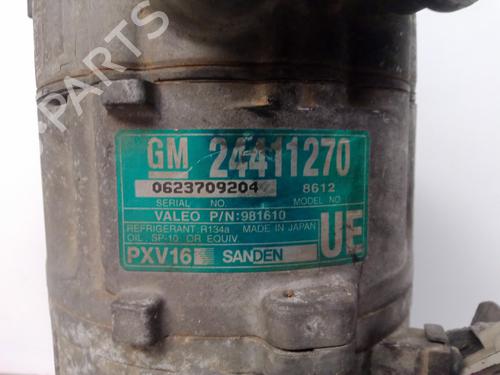 PARTS
GM 24411270
0623709204 8612
SERIAL NO. MODEL NO
VALEO P/N:981610
REFRIGERANT R134a MADE IN JAPAN
OIL SP-10 OR EQUIV. UE
PXV16 SANDEN